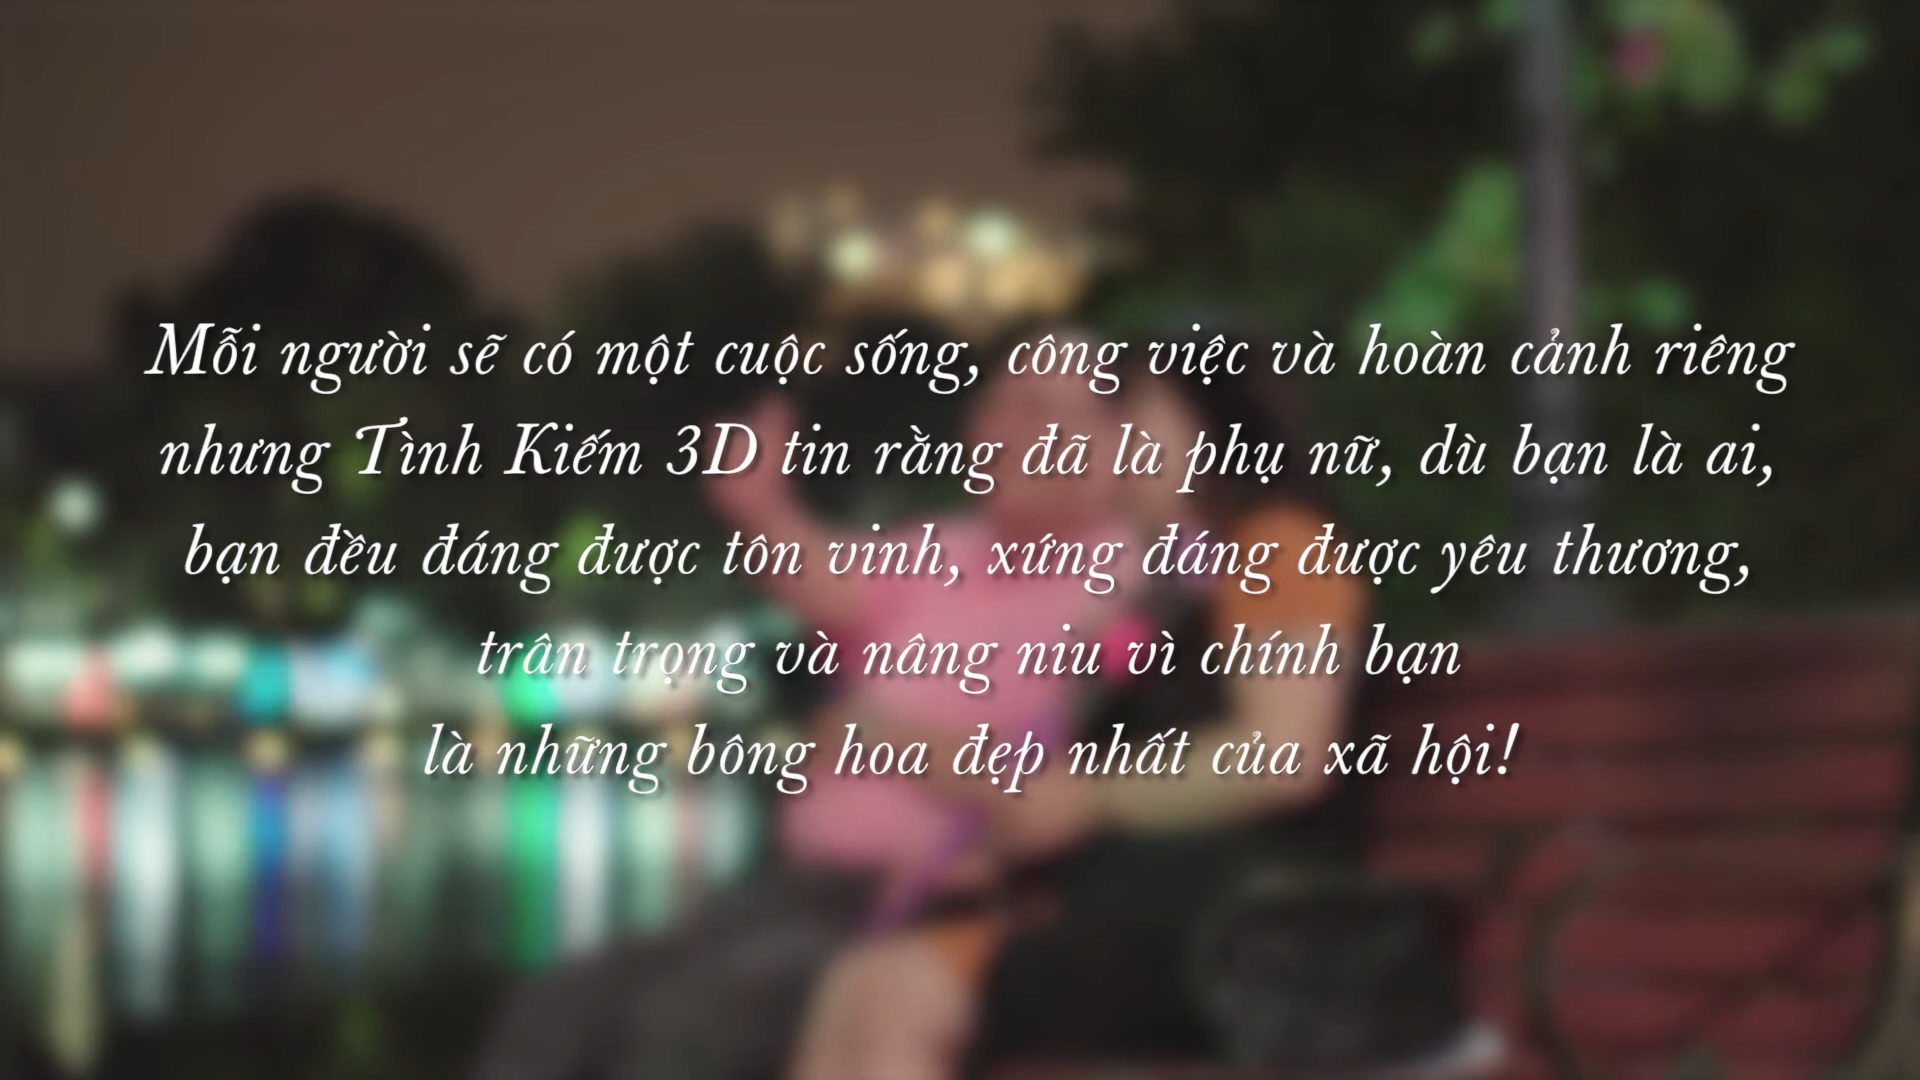 Mỗi người sẽ có một cuộc sống, công việc và hoàn cảnh riêng
nhưng Tình Kiếm 3D tin rằng đã là phụ nữ, dù bạn là ai,
bạn đều đáng được tôn vinh, xứng đáng được yêu thương,
trân trọng và nâng niu vì chính bạn
là những bông hoa đẹp nhất của xã hội!